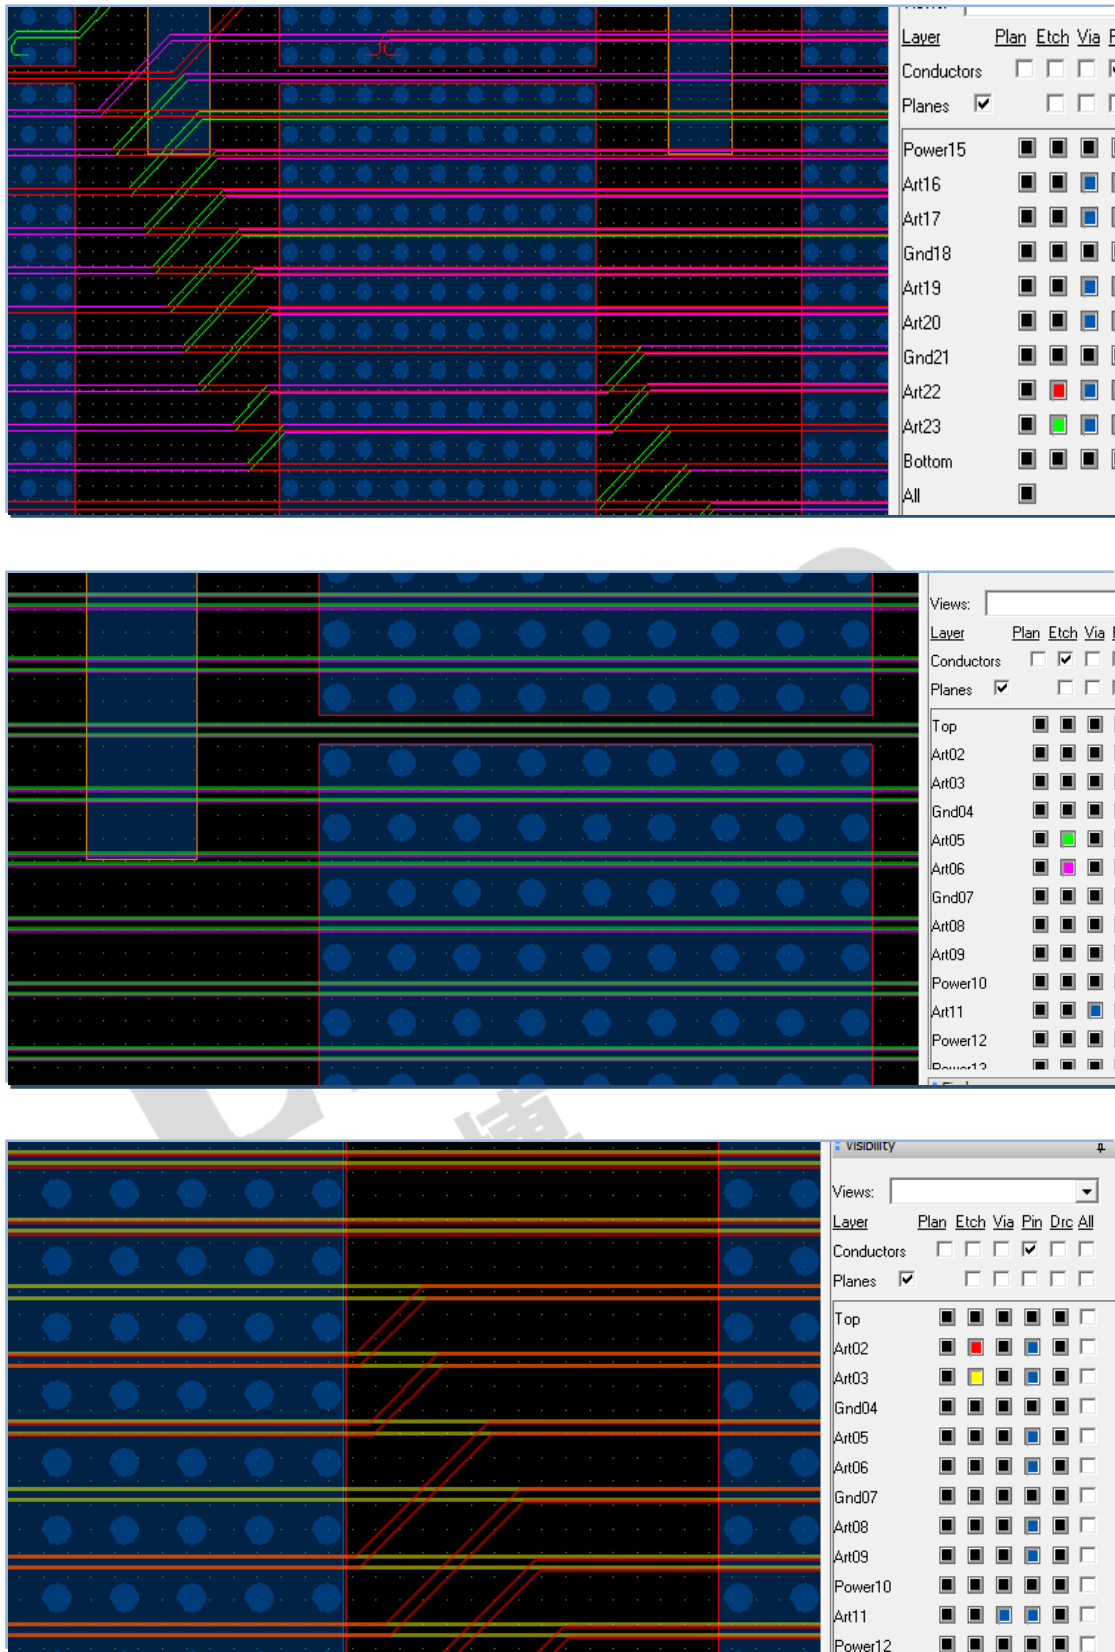 Layer Plan Etch Via
Conductors
Planes
Power15
Art16
Art17
Gnd18
Art19
Art20
Gnd21
Art22
Art23
Bottom
All
Views:
Layer Plan Etch Via
Conductors
Planes
Top
Art02
Art03
Gnd04
Art05
Art06
Gnd07
Art08
Art09
Power10
Art11
Power12
Power13
博
Visibility
Views:
Layer Plan Etch Via Pin Drc All
Conductors
Planes
Top
Art02
Art03
Gnd04
Art05
Art06
Gnd07
Art08
Art09
Power10
Art11
Power12